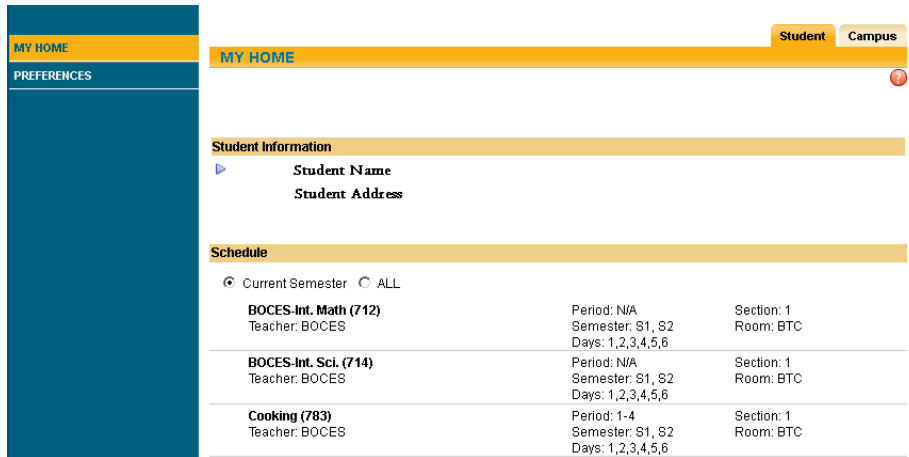 Student Campus
MY HOME
MY HOME
PREFERENCES
?
Student Information
Student Name
Student Address
Schedule
Current Semester ALL
BOCES-Int. Math (712) Period: N/A Section: 1
Teacher: BOCES Semester: S1, S2 Room: BTC
Days: 1,2,3,4,5,6
BOCES-Int. Sci. (714) Period: N/A Section: 1
Teacher: BOCES Semester: S1, S2 Room: BTC
Days: 1,2,3,4,5,6
Cooking (783) Period: 1-4 Section: 1
Teacher: BOCES Semester: S1, S2 Room: BTC
Days: 1,2,3,4,5,6